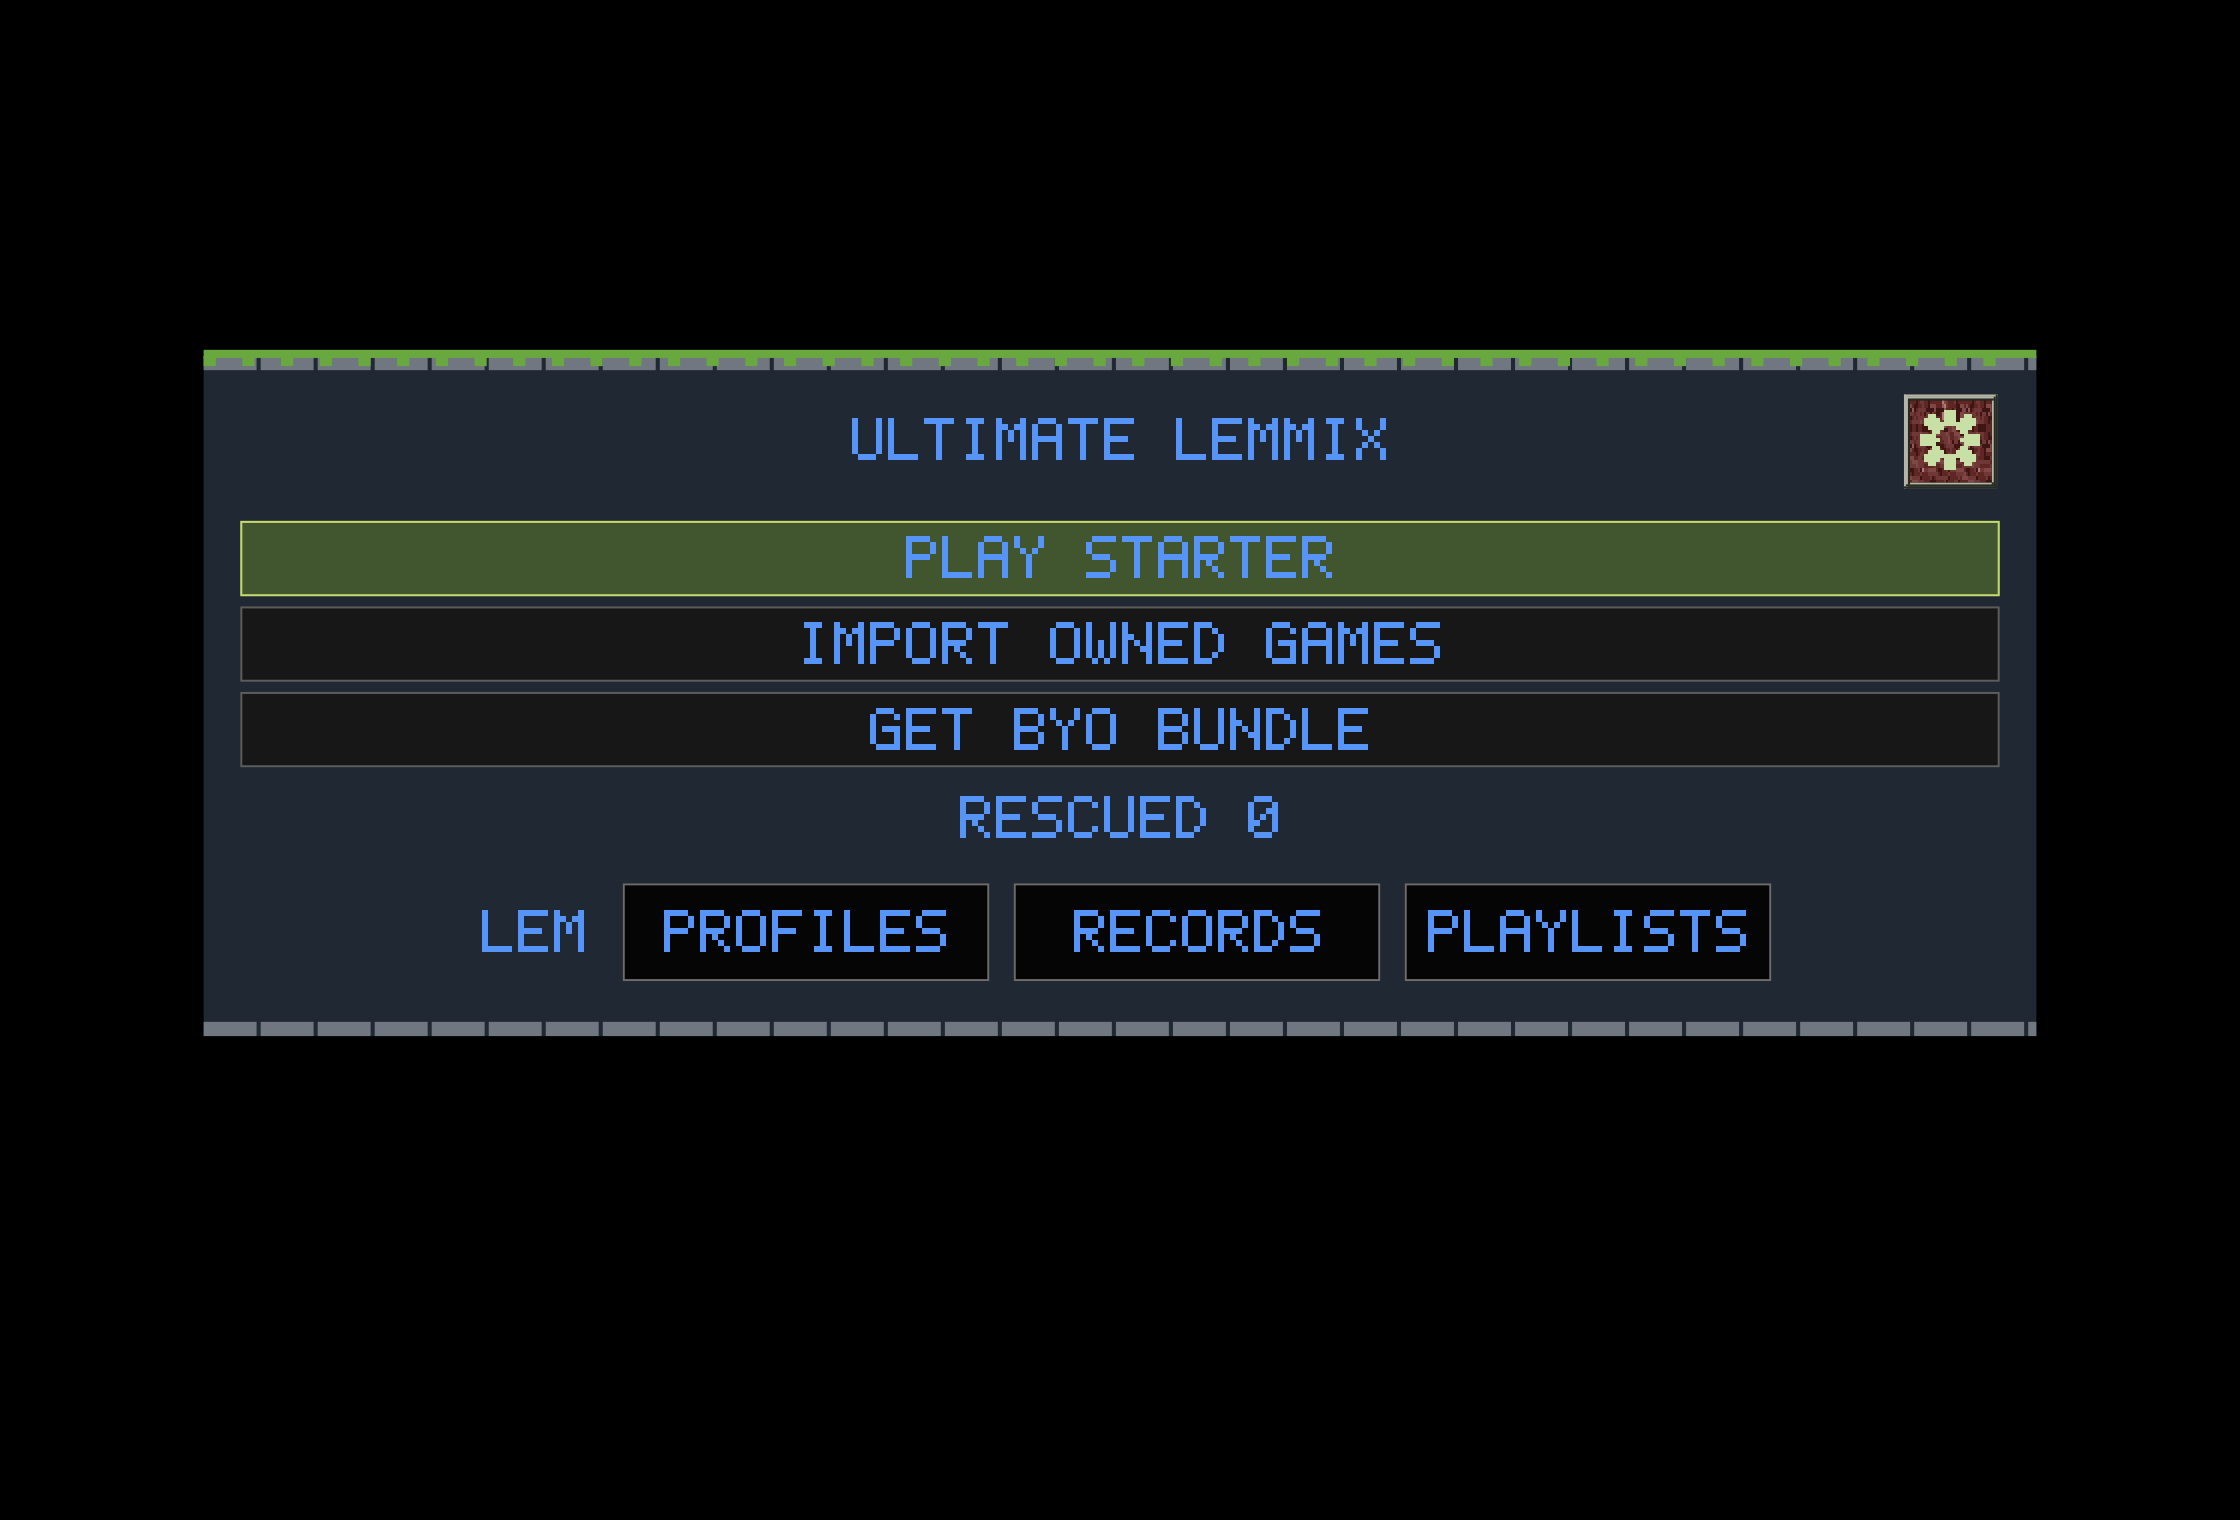 ULTIMATE LEMMIX
PLAY STARTER
IMPORT OWNED GAMES
GET BYO BUNDLE
RESCUED 0
LEM PROFILES RECORDS PLAYLISTS